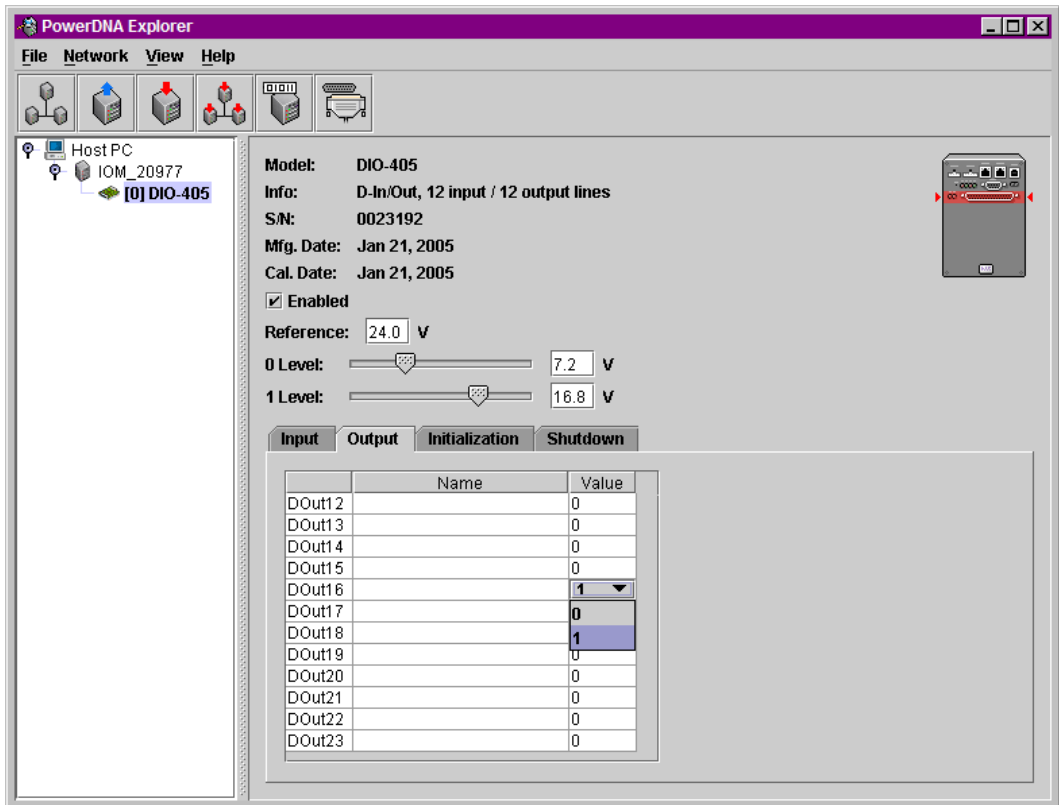 PowerDNA Explorer
File Network View Help
Host PC
IOM_20977
[0] DIO-405
Model: DIO-405
Info: D-In/Out, 12 input / 12 output lines
S/N: 0023192
Mfg. Date: Jan 21, 2005
Cal. Date: Jan 21, 2005
Enabled
Reference: 24.0 V
0 Level: 7.2 V
1 Level: 16.8 V
Input Output Initialization Shutdown
Name Value
DOut12 0
DOut13 0
DOut14 0
DOut15 0
DOut16 1
DOut17 0
DOut18 1
DOut19 0
DOut20 0
DOut21 0
DOut22 0
DOut23 0